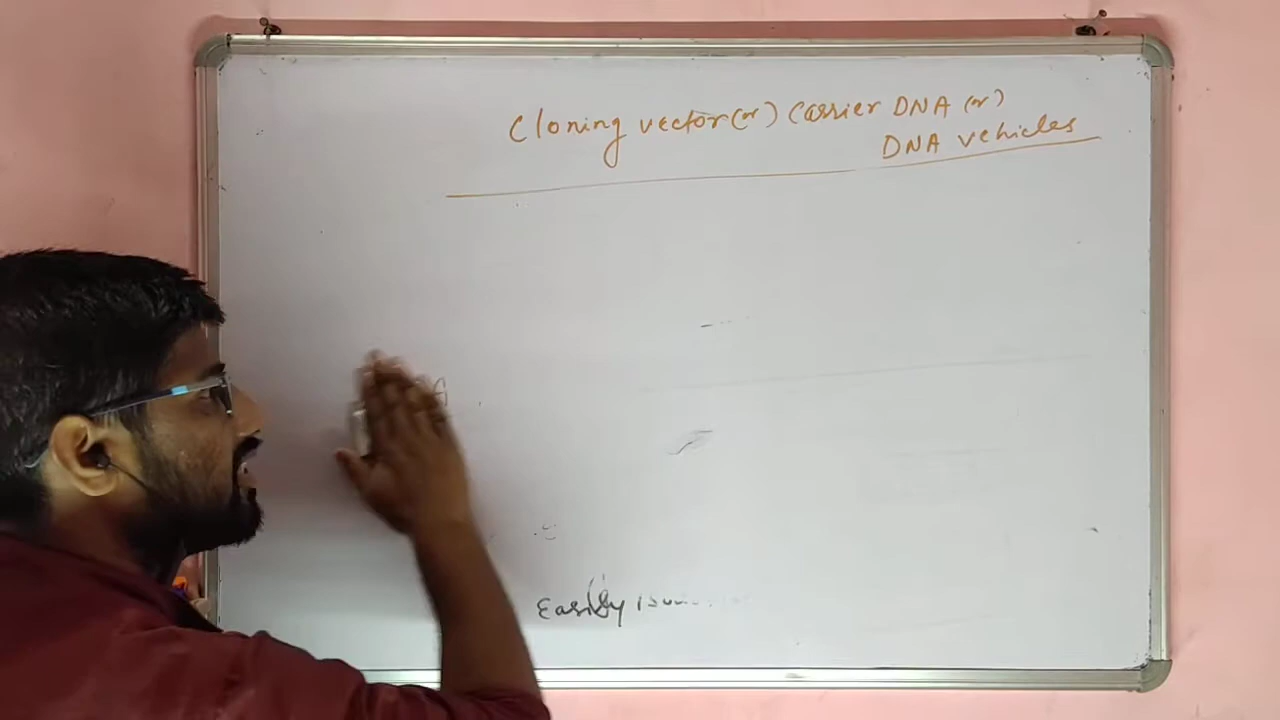 Cloning vector (or) Carrier DNA (or)
DNA vehicles
A
Easily